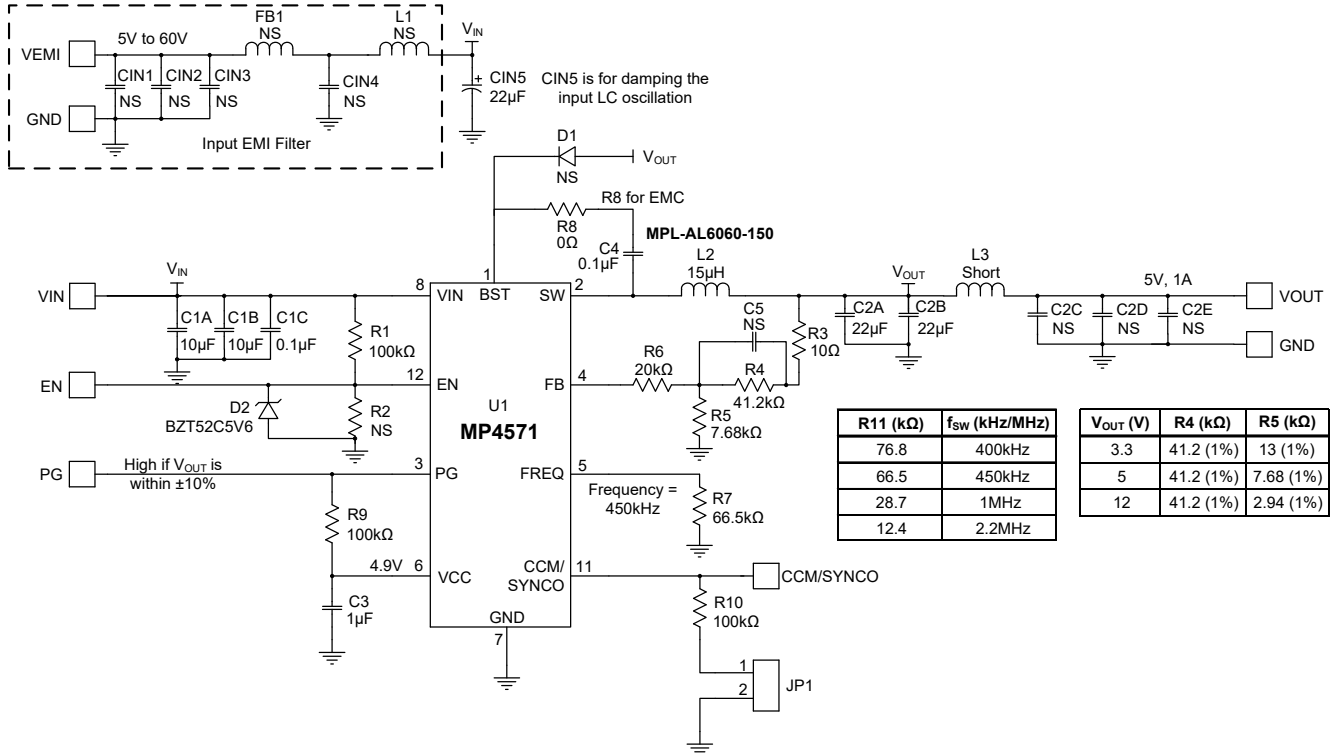 FB1
NS
L1
NS
VIN
VEMI
5V to 60V
CIN1
NS
CIN2
NS
CIN3
NS
CIN4
NS
+
CIN5
22µF
CIN5 is for damping the
input LC oscillation
GND
Input EMI Filter
D1
NS
VOUT
R8 for EMC
R8
0Ω
C4
0.1µF
MPL-AL6060-150
L2
15µH
VIN
VIN
C1A
10µF
C1B
10µF
C1C
0.1µF
R1
100kΩ
8
VIN
1
BST
SW
2
VOUT
L3
Short
5V, 1A
VOUT
C5
NS
R3
10Ω
C2A
22µF
C2B
22µF
C2C
NS
C2D
NS
C2E
NS
GND
EN
12
EN
D2
BZT52C5V6
R2
NS
U1
MP4571
FB
4
R6
20kΩ
R4
41.2kΩ
R5
7.68kΩ
PG
High if VOUT is
within ±10%
3
PG
FREQ
5
Frequency =
450kHz
R7
66.5kΩ
R9
100kΩ
4.9V
6
VCC
C3
1µF
CCM/
SYNCO
11
CCM/SYNCO
GND
7
R10
100kΩ
1
2
JP1
R11 (kΩ) fSW (kHz/MHz)
76.8 400kHz
66.5 450kHz
28.7 1MHz
12.4 2.2MHz
VOUT (V) R4 (kΩ) R5 (kΩ)
3.3 41.2 (1%) 13 (1%)
5 41.2 (1%) 7.68 (1%)
12 41.2 (1%) 2.94 (1%)